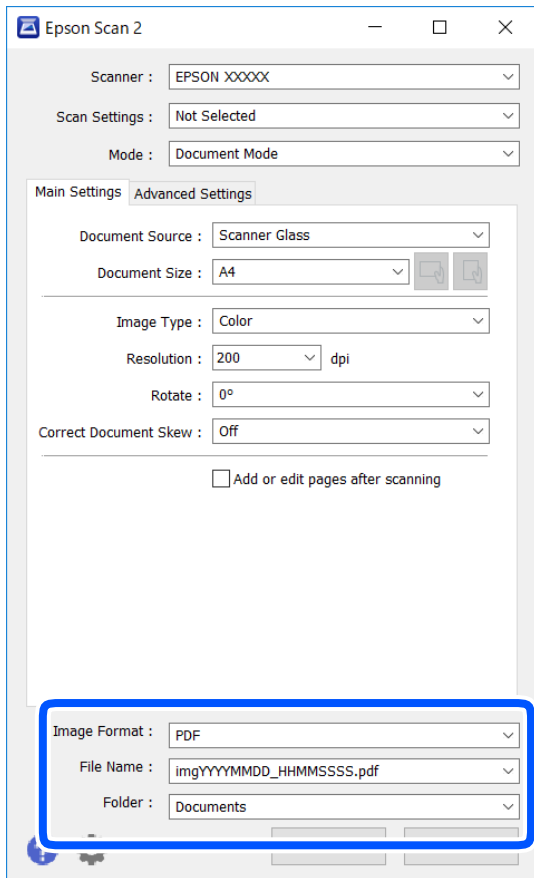 Epson Scan 2
Scanner : EPSON XXXXX
Scan Settings : Not Selected
Mode : Document Mode
Main Settings Advanced Settings
Document Source : Scanner Glass
Document Size : A4
Image Type : Color
Resolution : 200 dpi
Rotate : 0°
Correct Document Skew : Off
Add or edit pages after scanning
Image Format : PDF
File Name : imgYYYYMMDD_HHMMSSSS.pdf
Folder : Documents